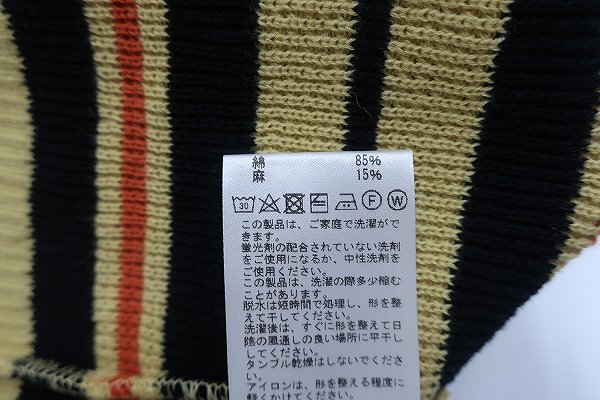 綿 85%
麻 15%
30 F W
この製品は、ご家庭で洗濯がで
きます。
蛍光剤の配合されていない洗剤
をご使用になるか、中性洗剤を
ご使用ください。
この製品は、洗濯の際多少縮む
ことがあります。
脱水は短時間で処理し、形を整
えて干してください。
洗濯後は、すぐに形を整えて日
陰の風通しの良い場所に平干し
してください。
タンブル乾燥はしないでくださ
い。
アイロンは、形を整える程度に
軽くかけてください。